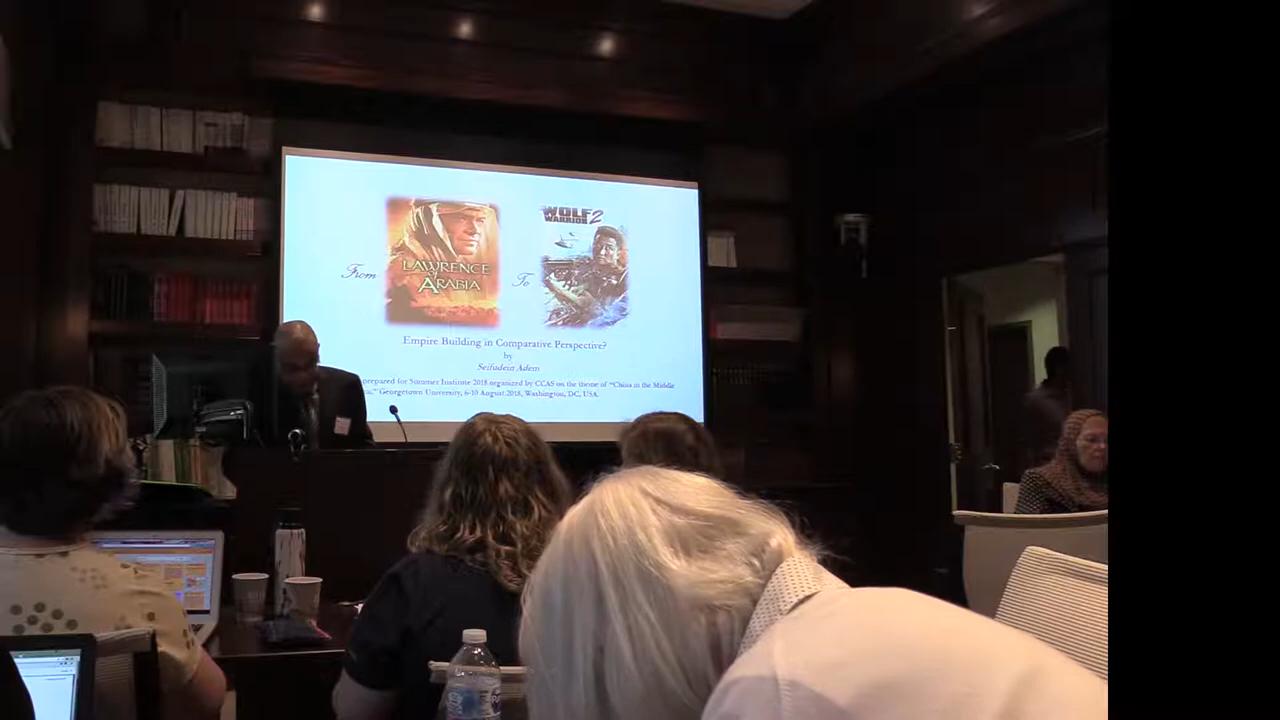 WOLF
WARRIOR 2
From
LAWRENCE
OF
ARABIA
To
Empire Building in Comparative Perspective?
by
Seifudein Adem
prepared for Summer Institute 2018 organized by CCAS on the theme of "China in the Middle
Georgetown University, 6-10 August 2018, Washington, DC, USA.